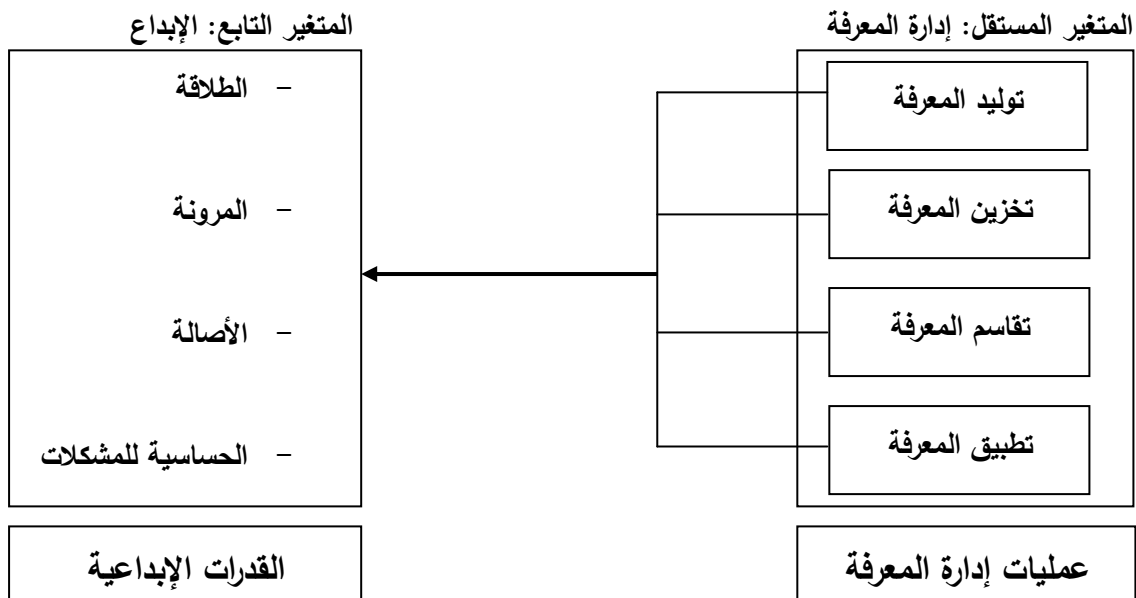 المتغير المستقل: إدارة المعرفة
توليد المعرفة
تخزين المعرفة
تقاسم المعرفة
تطبيق المعرفة
عمليات إدارة المعرفة
المتغير التابع: الإبداع
- الطلاقة
- المرونة
- الأصالة
- الحساسية للمشكلات
القدرات الإبداعية